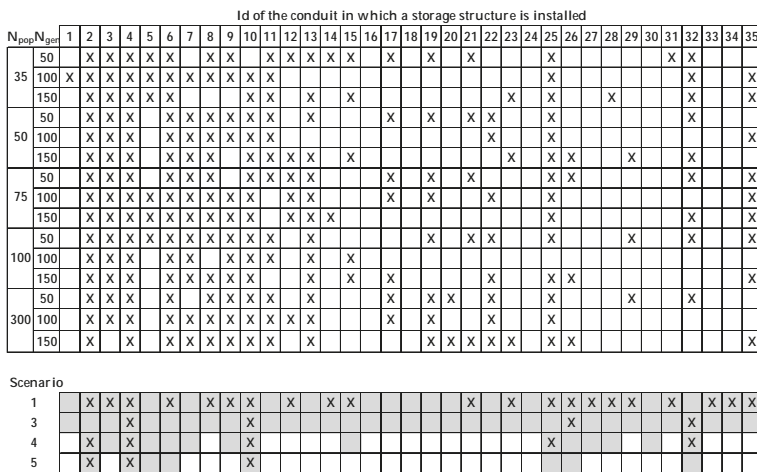 Id of the conduit in which a storage structure is installed
Npop Ngen 1 2 3 4 5 6 7 8 9 10 11 12 13 14 15 16 17 18 19 20 21 22 23 24 25 26 27 28 29 30 31 32 33 34 35
50 X X X X X X X X X X X X X X X X X X
35 100 X X X X X X X X X X X X X X
150 X X X X X X X X X X X X X X
50 X X X X X X X X X X X X X X X X
50 100 X X X X X X X X X X X X
150 X X X X X X X X X X X X X X X X
50 X X X X X X X X X X X X X X X X X
75 100 X X X X X X X X X X X X X X X X
150 X X X X X X X X X X X X X X
50 X X X X X X X X X X X X X X X X X X
100 100 X X X X X X X X X X X
150 X X X X X X X X X X X X X X X X
50 X X X X X X X X X X X X X X X X
300 100 X X X X X X X X X X X X X X X
150 X X X X X X X X X X X X X X X X X
Scenario
1 X X X X X X X X X X X X X X X X X X X X X
3 X X X X
4 X X X X X
5 X X X